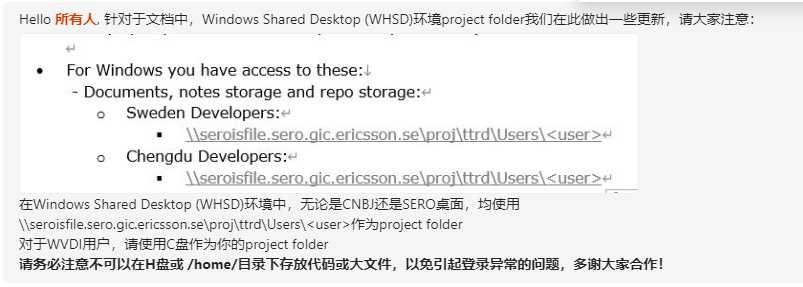 Hello 所有人, 针对于文档中，Windows Shared Desktop (WHSD)环境project folder我们在此做出一些更新，请大家注意：
• For Windows you have access to these:↓
- Documents, notes storage and repo storage:↵
o Sweden Developers:↵
▪ \\seroisfile.sero.gic.ericsson.se\proj\ttrd\Users\<user>↵
o Chengdu Developers:↵
▪ \\seroisfile.sero.gic.ericsson.se\proj\ttrd\Users\<user>↵
在Windows Shared Desktop (WHSD)环境中，无论是CNBJ还是SERO桌面，均使用
\\seroisfile.sero.gic.ericsson.se\proj\ttrd\Users\<user>作为project folder
对于WVDI用户，请使用C盘作为你的project folder
请务必注意不可以在H盘或 /home/目录下存放代码或大文件，以免引起登录异常的问题，多谢大家合作！